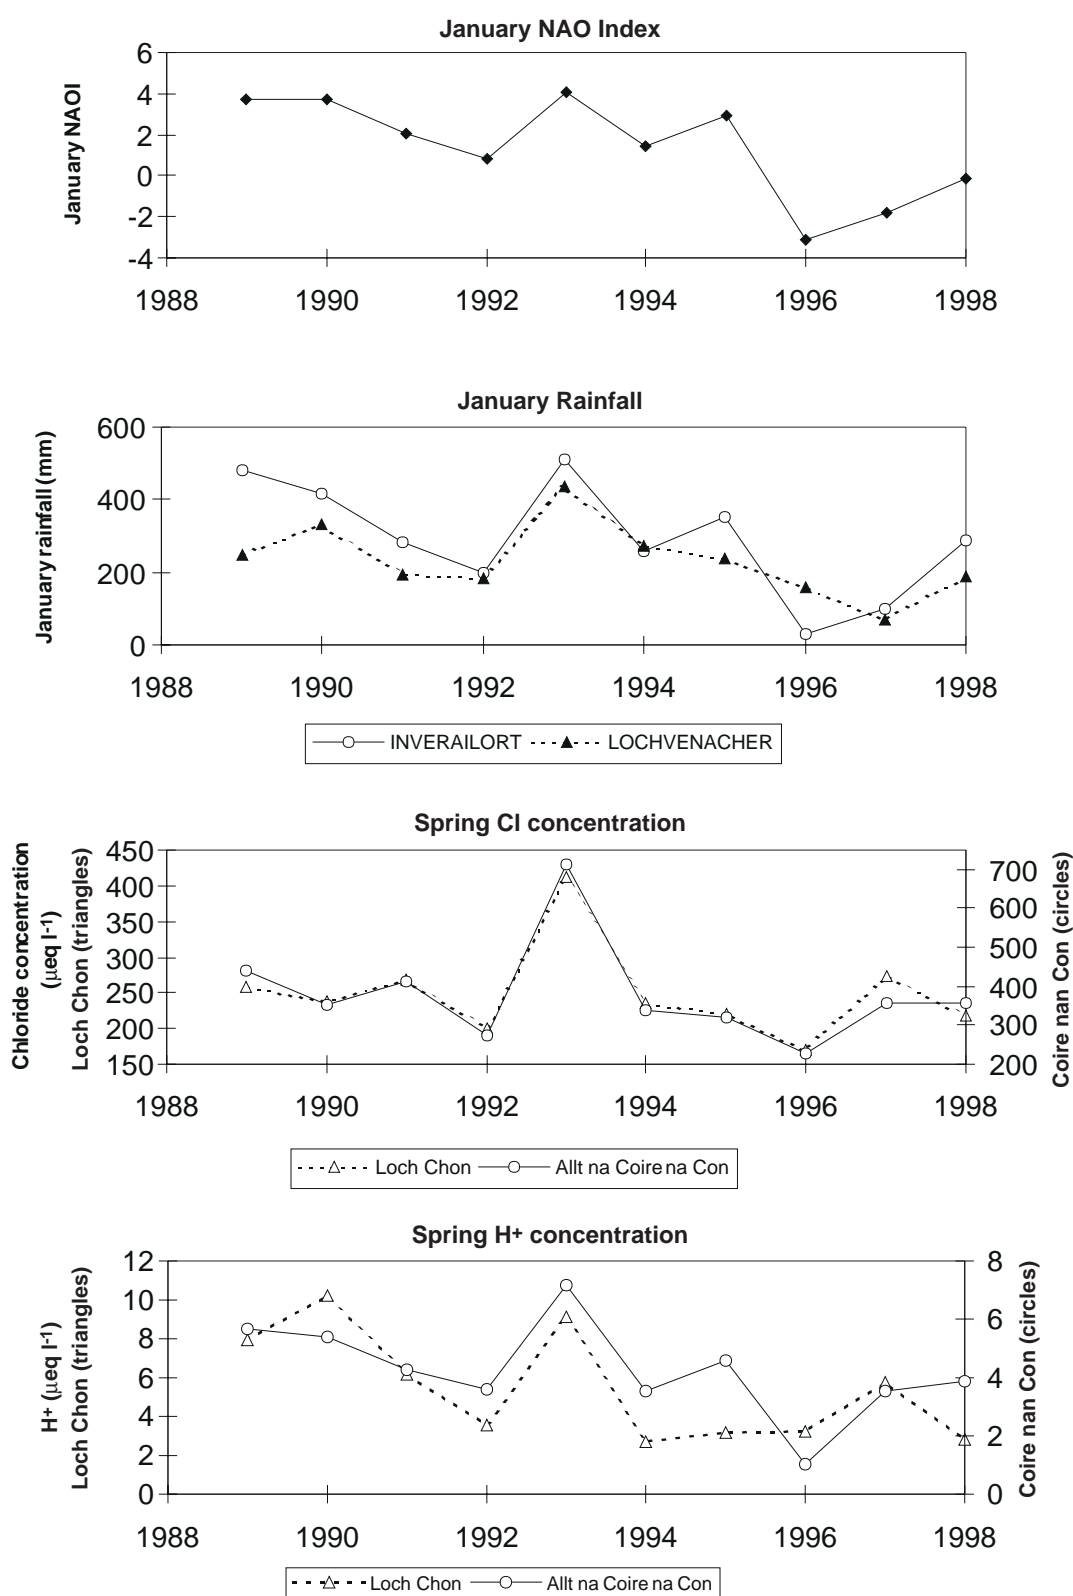 January NAO Index
January NAOI
6
4
2
0
-2
-4
1988 1990 1992 1994 1996 1998
January Rainfall
January rainfall (mm)
600
400
200
0
1988 1990 1992 1994 1996 1998
INVERAILORT LOCHVENACHER
Spring Cl concentration
Chloride concentration
(µeq l-1)
Loch Chon (triangles)
450
400
350
300
250
200
150
700
600
500
400
300
200
Coire nan Con (circles)
1988 1990 1992 1994 1996 1998
Loch Chon Allt na Coire na Con
Spring H+ concentration
H+ (µeq l-1)
Loch Chon (triangles)
12
10
8
6
4
2
0
8
6
4
2
0
Coire nan Con (circles)
1988 1990 1992 1994 1996 1998
Loch Chon Allt na Coire na Con